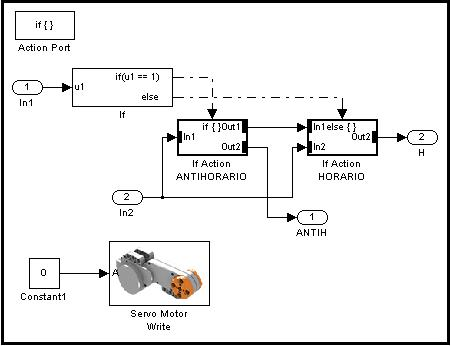 if { }
Action Port
1
In1
u1
if(u1 == 1)
else
If
In1
if { }
Out1
Out2
If Action
ANTIHORARIO
In1
else { }
In2
Out2
If Action
HORARIO
2
H
2
In2
1
ANTIH
0
Constant1
A
Servo Motor
Write